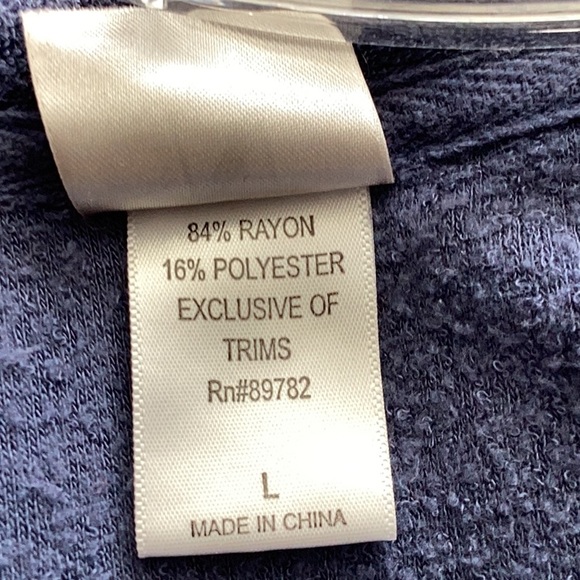 84% RAYON
16% POLYESTER
EXCLUSIVE OF
TRIMS
Rn#89782
L
MADE IN CHINA